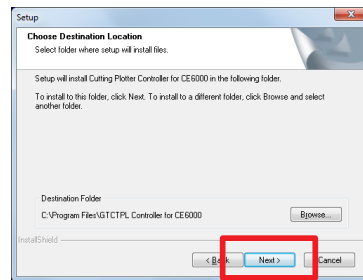 Setup
Choose Destination Location
Select folder where setup will install files.
Setup will install Cutting Plotter Controller for CE6000 in the following folder.
To install to this folder, click Next. To install to a different folder, click Browse and select
another folder.
Destination Folder
C:\Program Files\GTCTPL Controller for CE6000
Browse...
InstallShield
< Back
Next >
Cancel